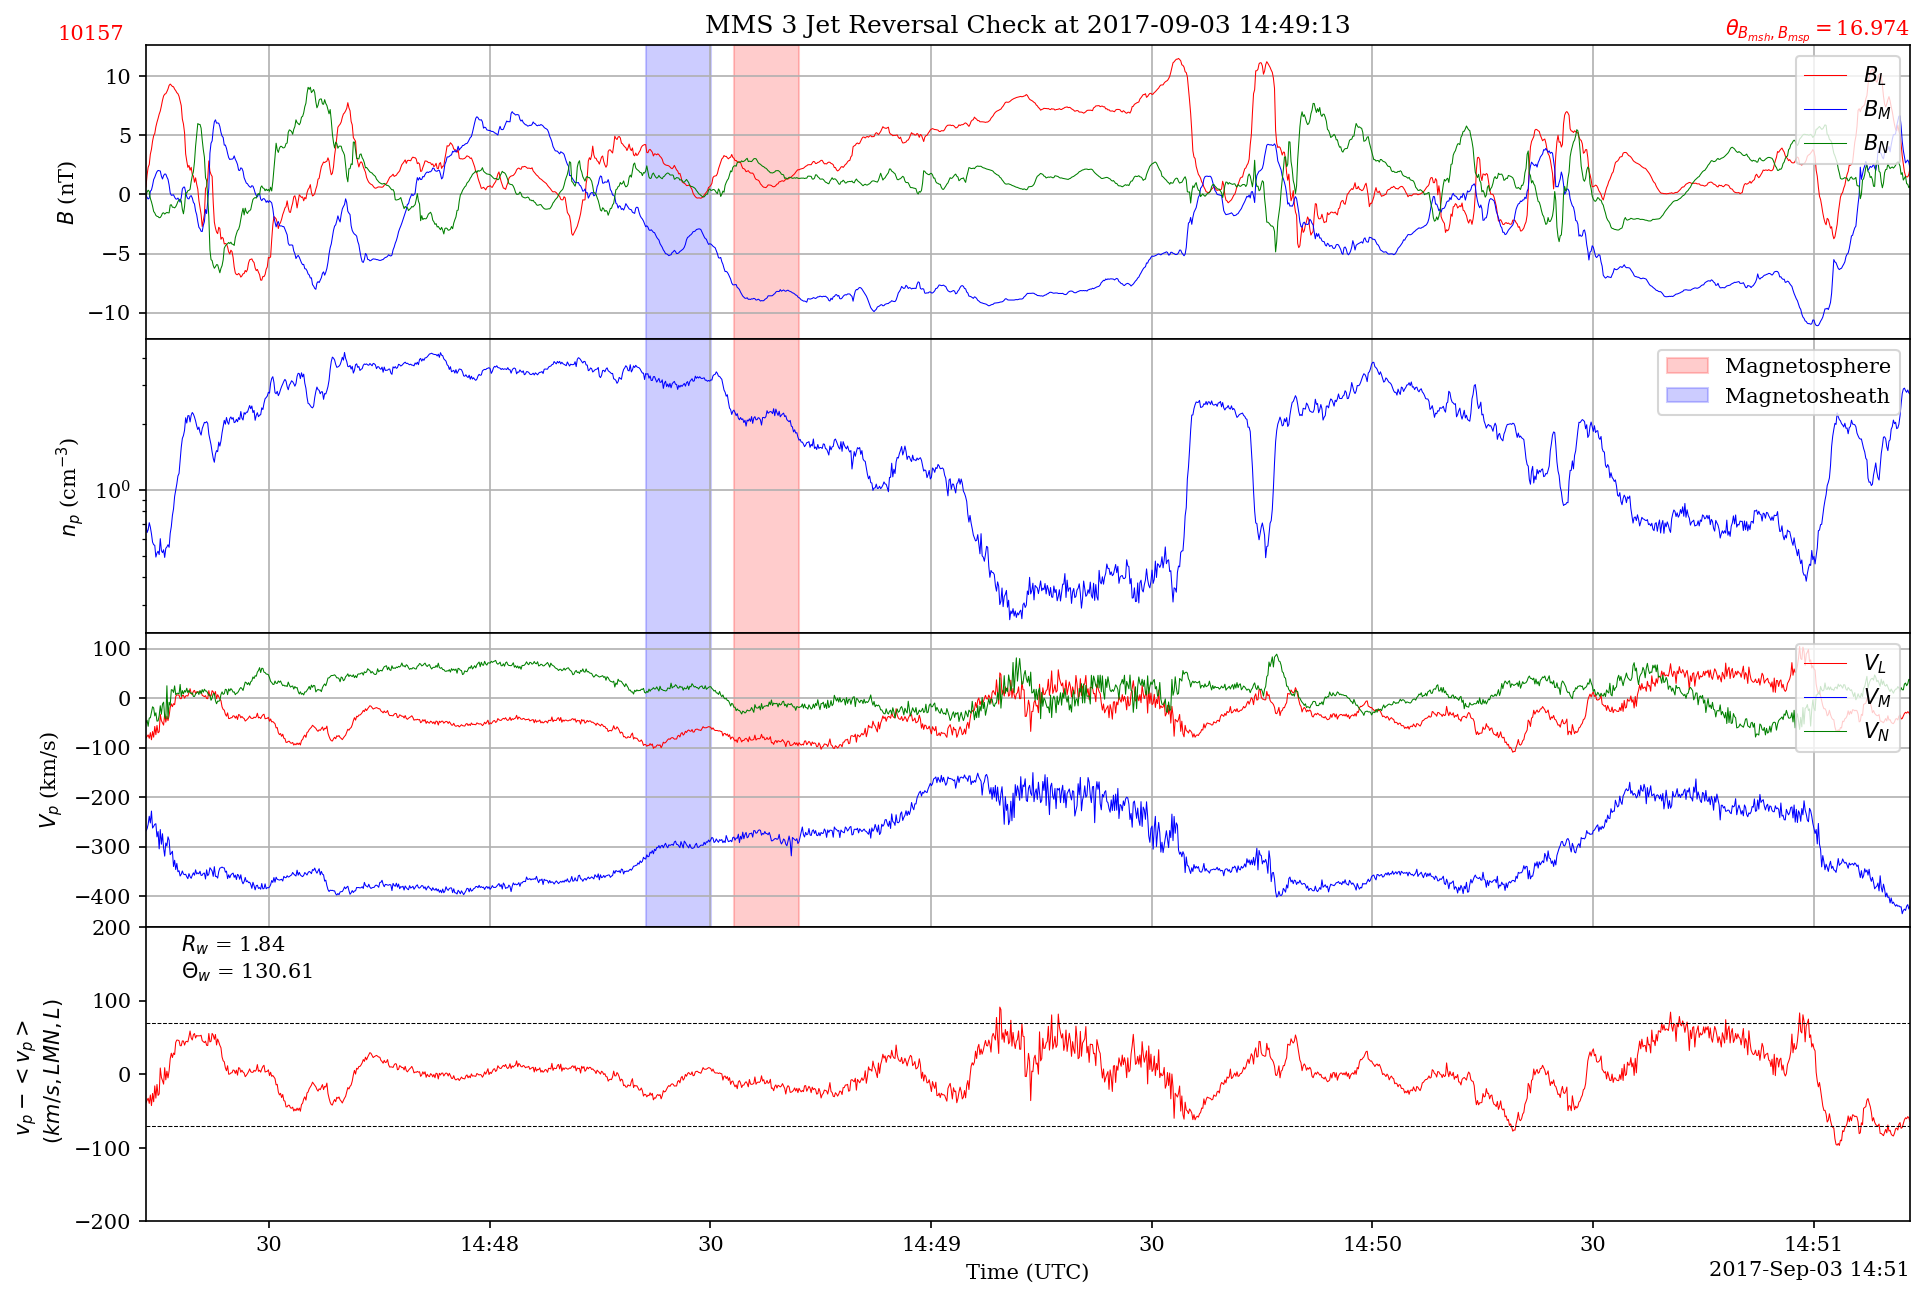 MMS 3 Jet Reversal Check at 2017-09-03 14:49:13
10157
θ_{B_{msh}, B_{msp}} = 16.974
10
5
0
−5
−10
B (nT)
B_L
B_M
B_N
10^0
n_p (cm^{−3})
Magnetosphere
Magnetosheath
100
0
−100
−200
−300
−400
V_p (km/s)
V_L
V_M
V_N
200
100
0
−100
−200
v_p − < v_p >
(km/s, LMN, L)
R_w = 1.84
Θ_w = 130.61
30 14:48 30 14:49 30 14:50 30 14:51
Time (UTC)
2017-Sep-03 14:51